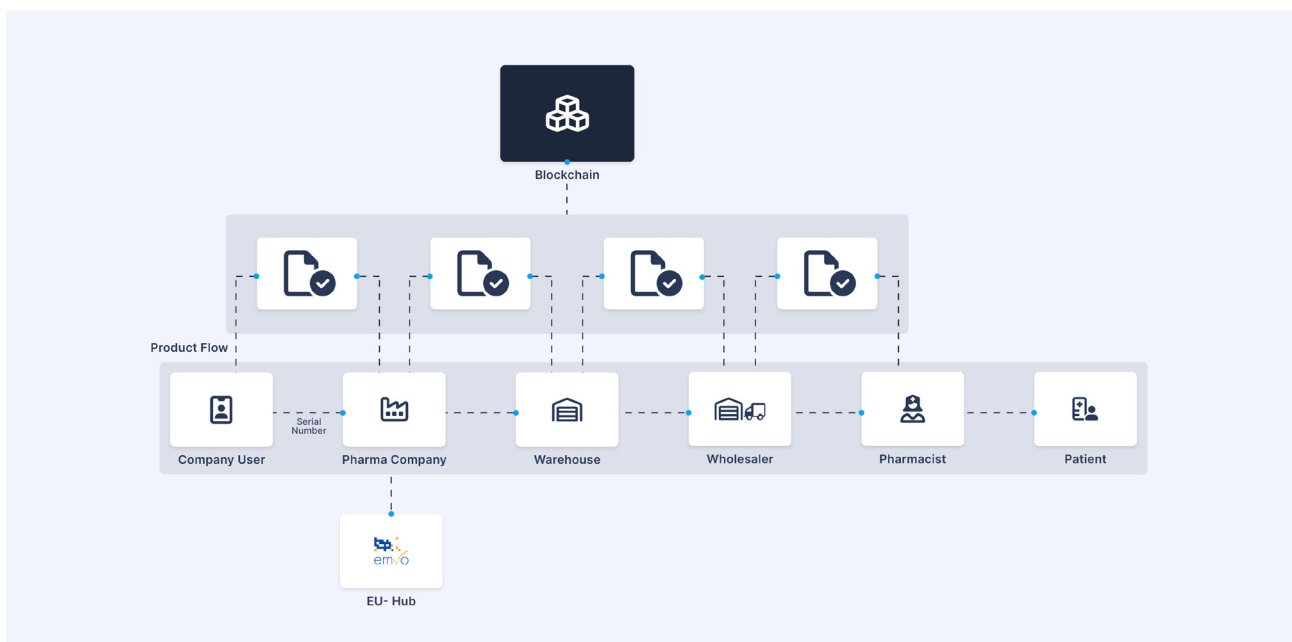 Blockchain
Product Flow
Serial
Number
Company User
Pharma Company
Warehouse
Wholesaler
Pharmacist
Patient
emvo
EU- Hub